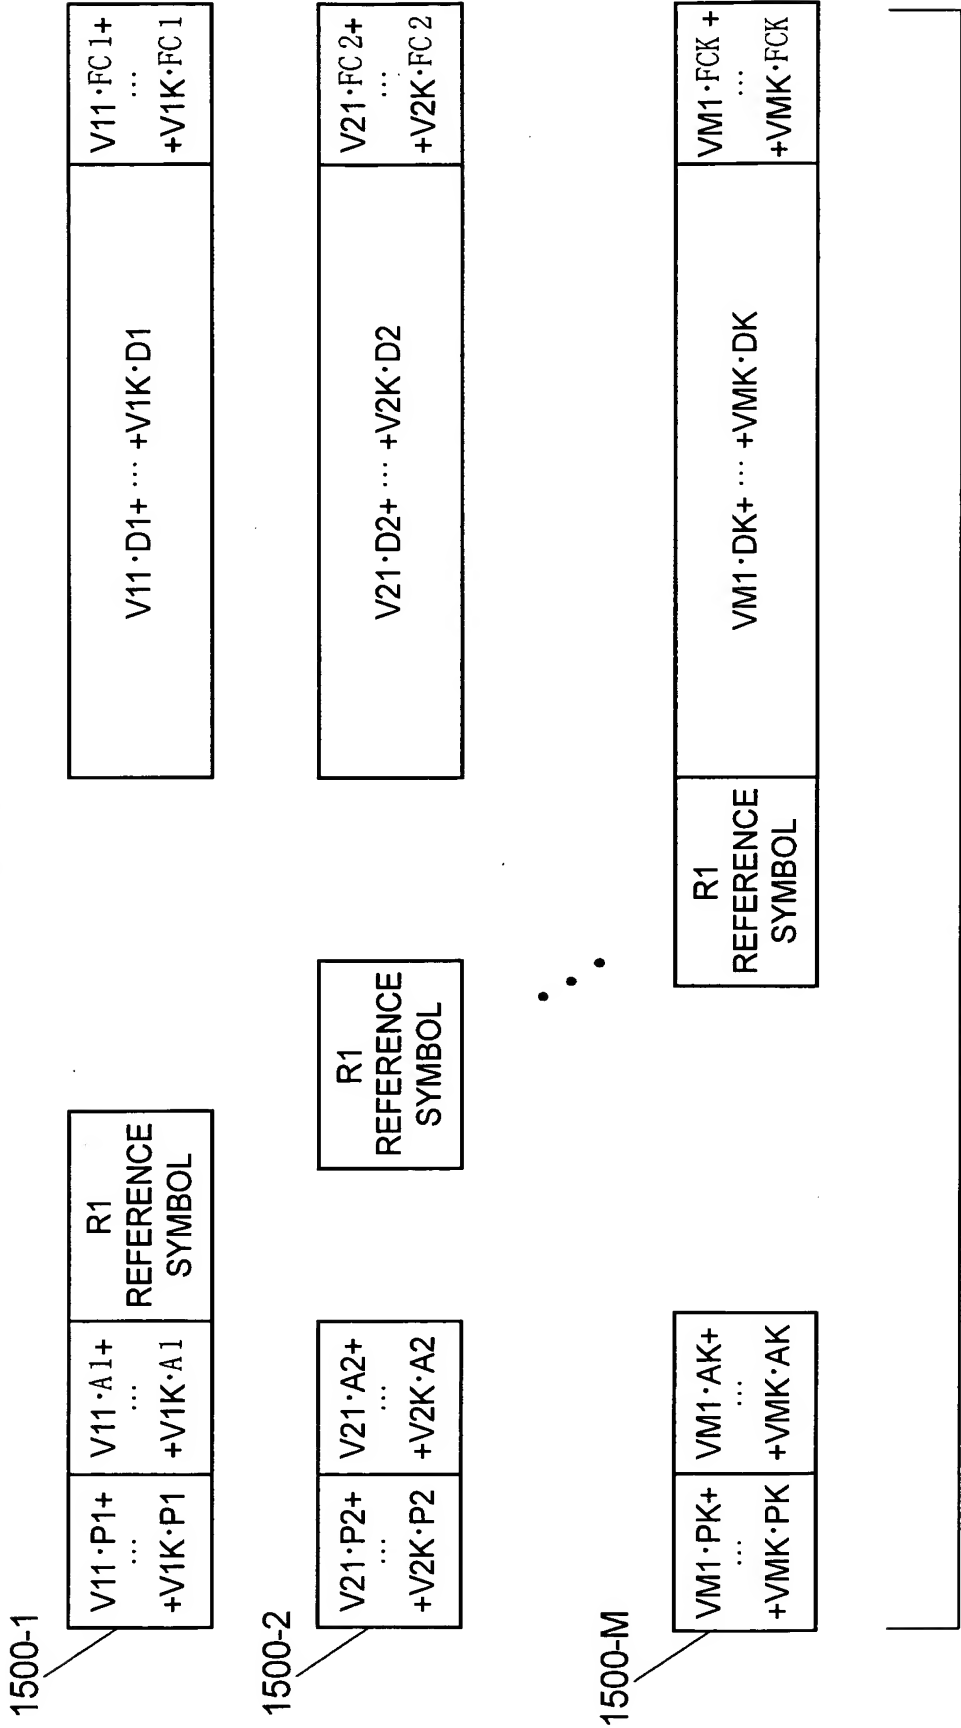 1500-1
V11·P1+
...
+V1K·P1
V11·A1+
...
+V1K·A1
R1
REFERENCE
SYMBOL
V11·D1+ ... +V1K·D1
V11·FC1+
...
+V1K·FC1
1500-2
V21·P2+
...
+V2K·P2
V21·A2+
...
+V2K·A2
R1
REFERENCE
SYMBOL
V21·D2+ ... +V2K·D2
V21·FC2+
...
+V2K·FC2
1500-M
VM1·PK+
...
+VMK·PK
VM1·AK+
...
+VMK·AK
R1
REFERENCE
SYMBOL
VM1·DK+ ... +VMK·DK
VM1·FCK+
...
+VMK·FCK